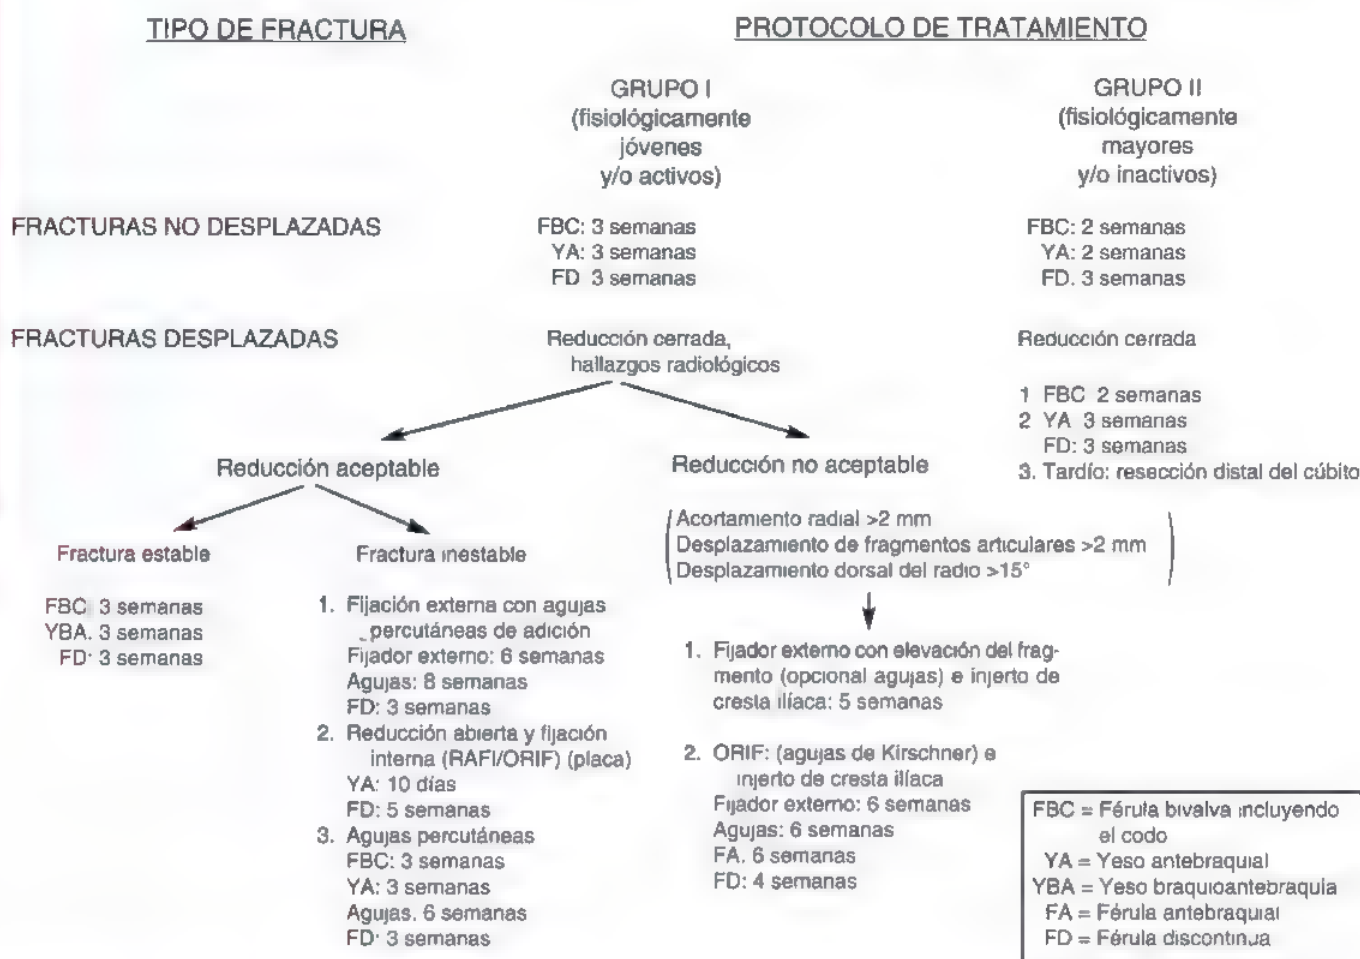 TIPO DE FRACTURA
PROTOCOLO DE TRATAMIENTO
GRUPO I
(fisiológicamente
jóvenes
y/o activos)
GRUPO II
(fisiológicamente
mayores
y/o inactivos)
FRACTURAS NO DESPLAZADAS
FBC: 3 semanas
YA: 3 semanas
FD 3 semanas
FBC: 2 semanas
YA: 2 semanas
FD. 3 semanas
FRACTURAS DESPLAZADAS
Reducción cerrada,
hallazgos radiológicos
Reducción cerrada
1 FBC 2 semanas
2 YA 3 semanas
FD: 3 semanas
3. Tardío: resección distal del cúbito
Reducción aceptable
Reducción no aceptable
(Acortamiento radial >2 mm
Desplazamiento de fragmentos articulares >2 mm
Desplazamiento dorsal del radio >15°)
Fractura estable
FBC 3 semanas
YBA. 3 semanas
FD· 3 semanas
Fractura inestable
1. Fijación externa con agujas
percutáneas de adición
Fijador externo: 6 semanas
Agujas: 8 semanas
FD: 3 semanas
2. Reducción abierta y fijación
interna (RAFI/ORIF) (placa)
YA: 10 días
FD: 5 semanas
3. Agujas percutáneas
FBC: 3 semanas
YA: 3 semanas
Agujas. 6 semanas
FD· 3 semanas
1. Fijador externo con elevación del frag-
mento (opcional agujas) e injerto de
cresta ilíaca: 5 semanas
2. ORIF: (agujas de Kirschner) e
injerto de cresta ilíaca
Fijador externo: 6 semanas
Agujas: 6 semanas
FA. 6 semanas
FD: 4 semanas
FBC = Férula bivalva incluyendo
el codo
YA = Yeso antebraquial
YBA = Yeso braquioantebraquia
FA = Férula antebraquial
FD = Férula discontinua